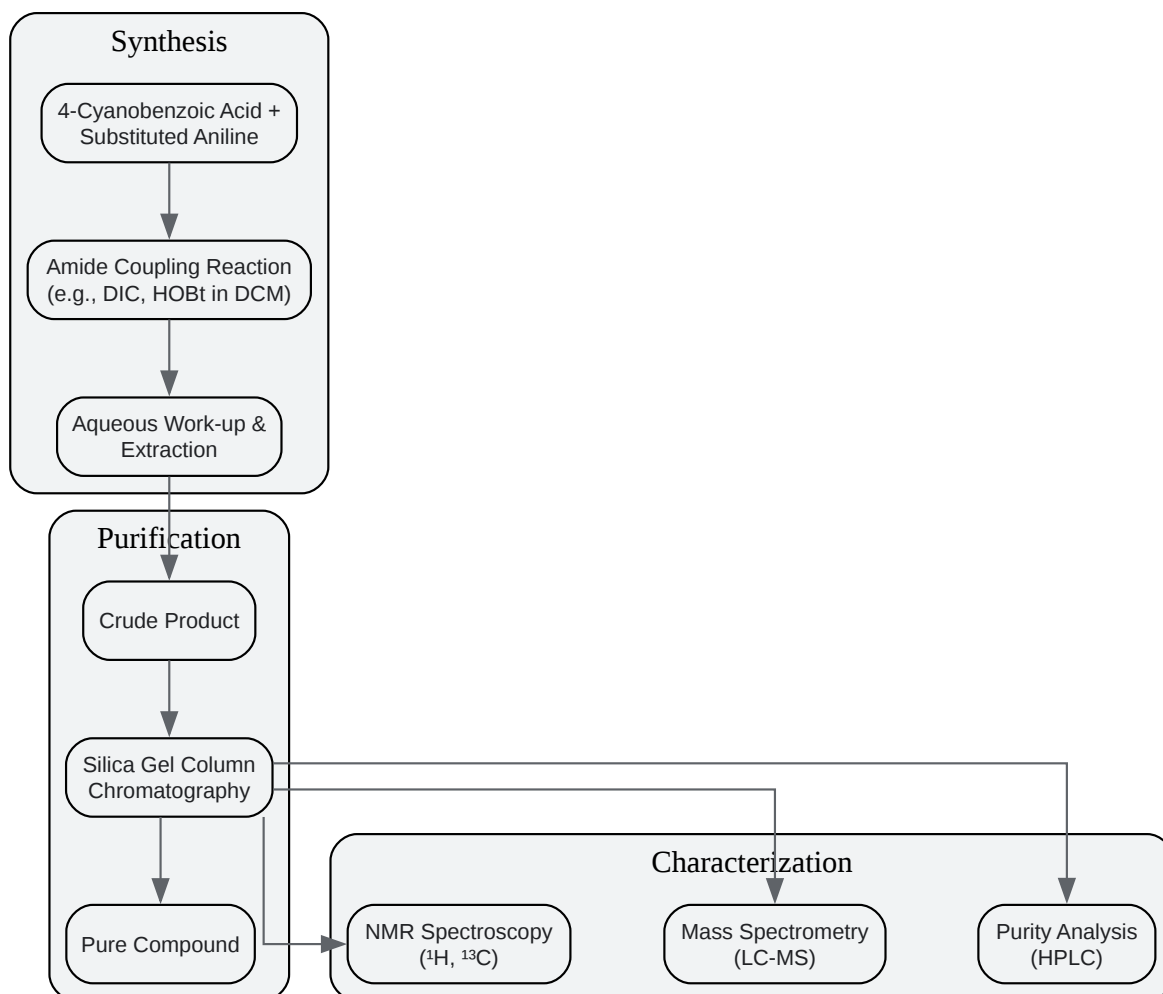 Synthesis
4-Cyanobenzoic Acid +
Substituted Aniline
Amide Coupling Reaction
(e.g., DIC, HOBt in DCM)
Aqueous Work-up &
Extraction
Purification
Crude Product
Silica Gel Column
Chromatography
Pure Compound
Characterization
NMR Spectroscopy
(¹H, ¹³C)
Mass Spectrometry
(LC-MS)
Purity Analysis
(HPLC)